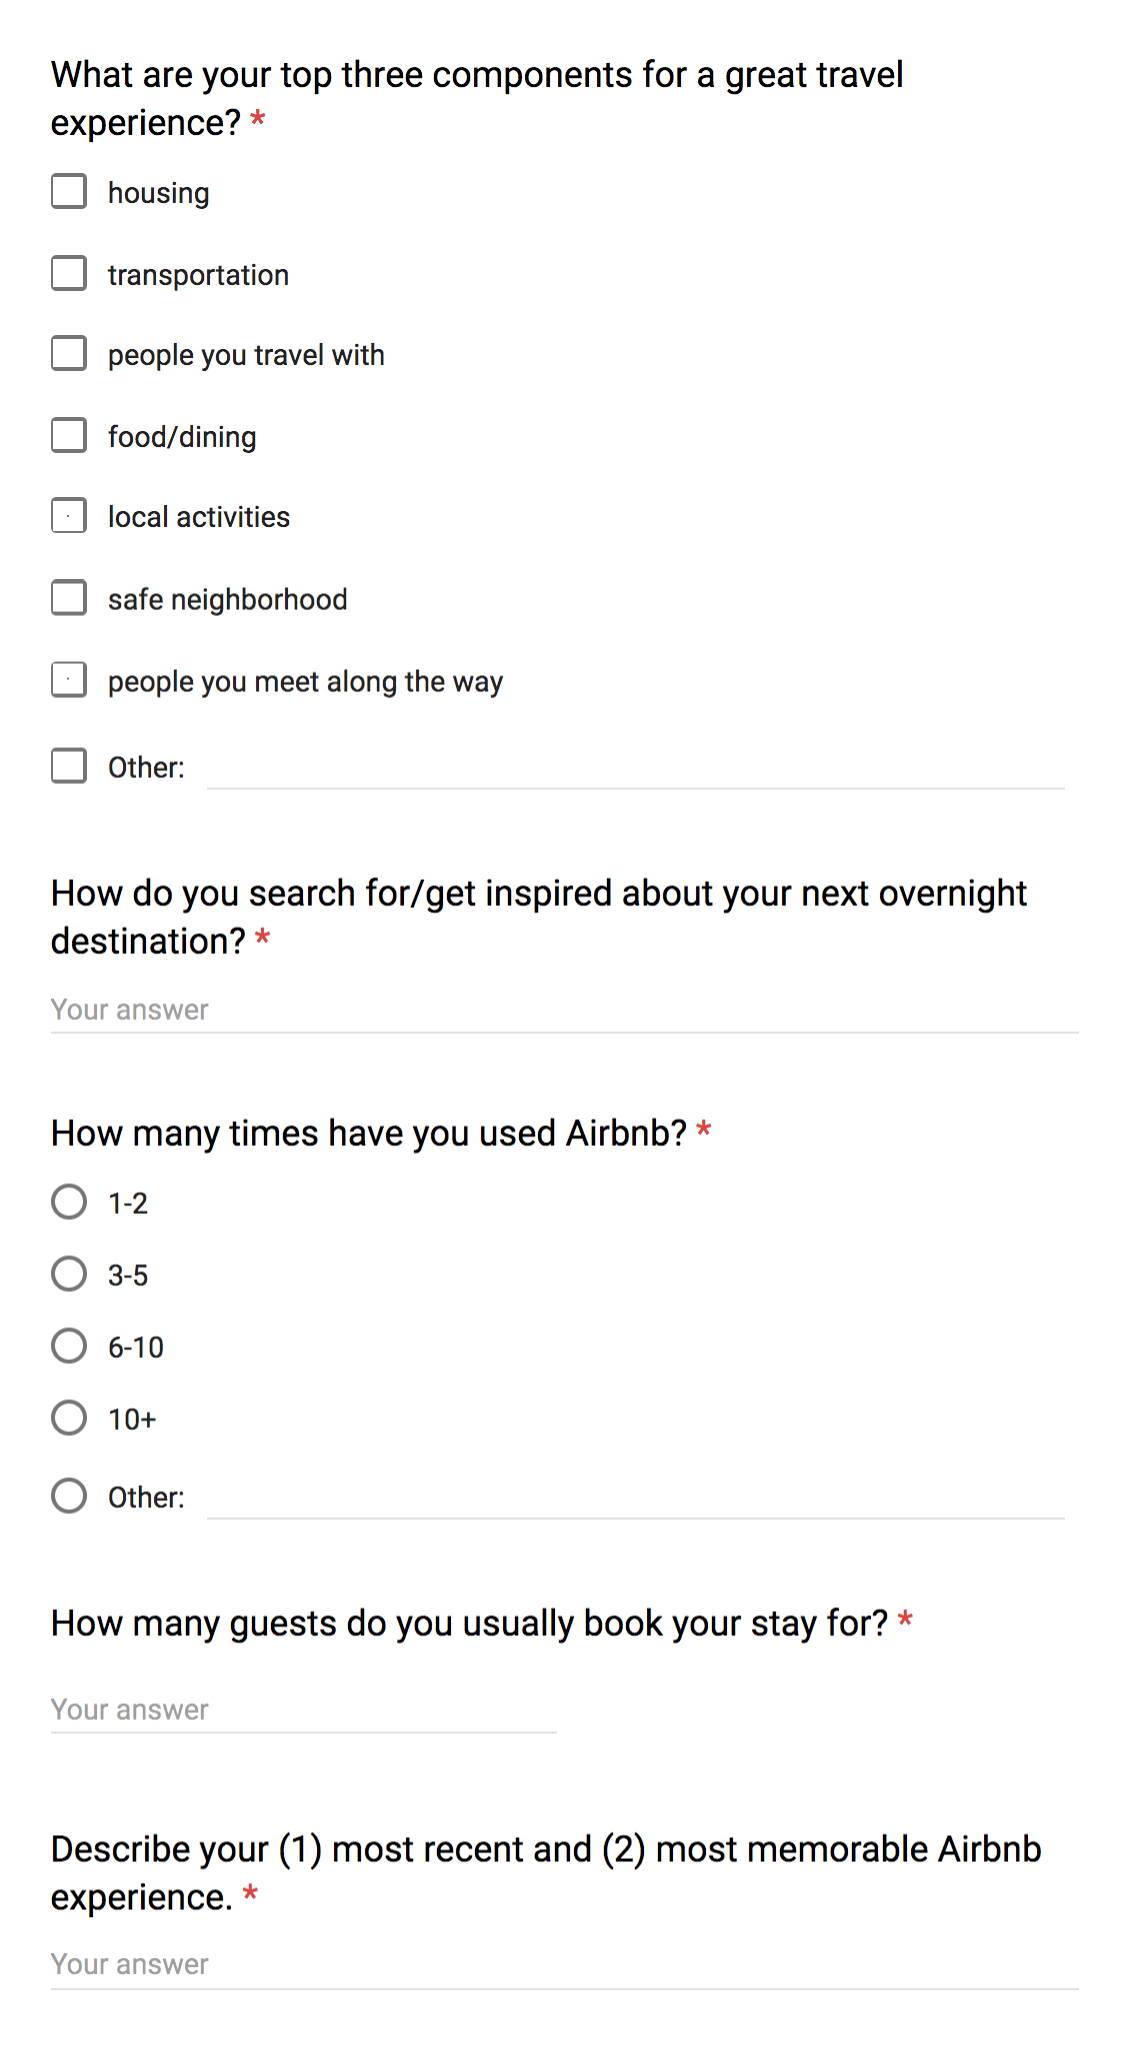 What are your top three components for a great travel
experience? *
housing
transportation
people you travel with
food/dining
local activities
safe neighborhood
people you meet along the way
Other:
How do you search for/get inspired about your next overnight
destination? *
Your answer
How many times have you used Airbnb? *
1-2
3-5
6-10
10+
Other:
How many guests do you usually book your stay for? *
Your answer
Describe your (1) most recent and (2) most memorable Airbnb
experience. *
Your answer